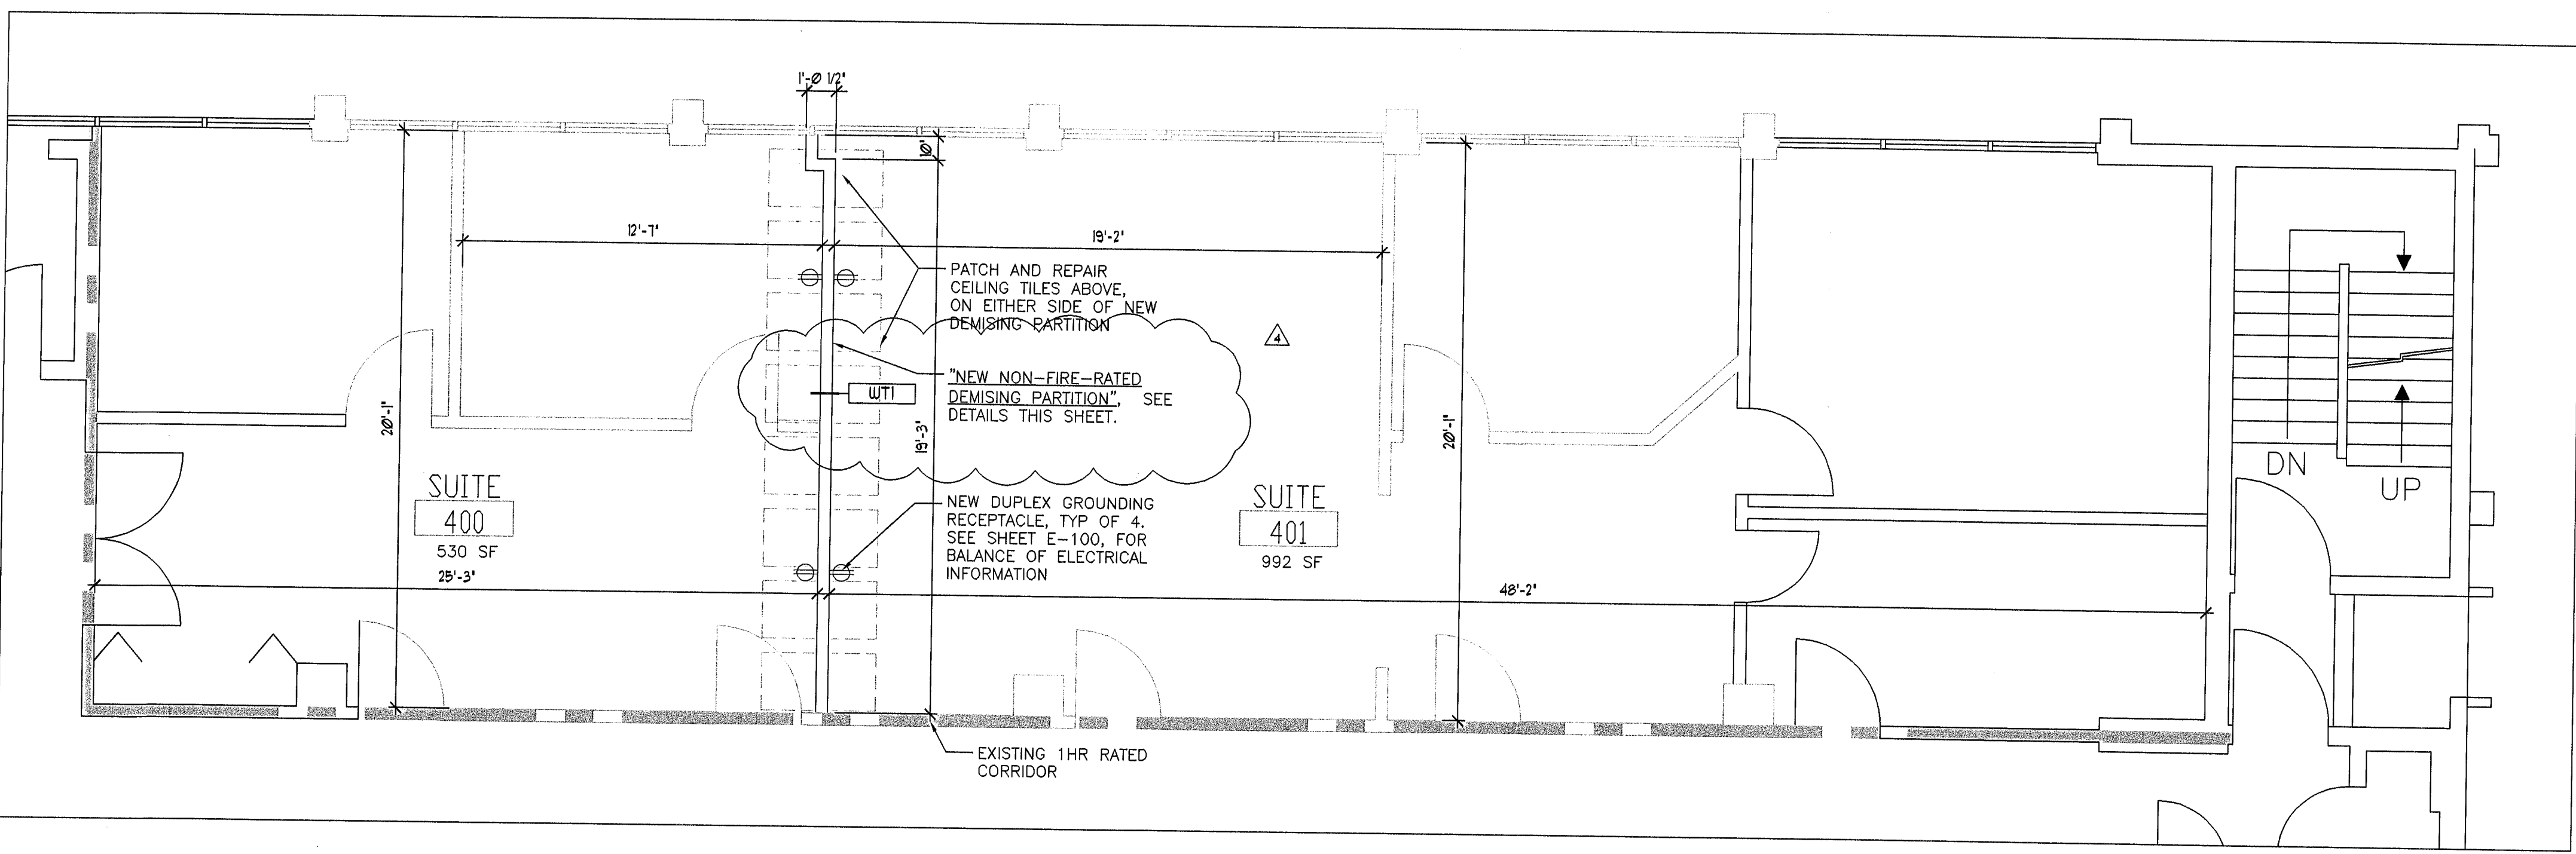 1'-Ø 1/2"
10"
12'-7"
19'-2"
PATCH AND REPAIR
CEILING TILES ABOVE,
ON EITHER SIDE OF NEW
DEMISING PARTITION
4
"NEW NON-FIRE-RATED
DEMISING PARTITION", SEE
DETAILS THIS SHEET.
WT1
20'-1"
19'-3"
20'-1"
SUITE
400
530 SF
25'-3"
NEW DUPLEX GROUNDING
RECEPTACLE, TYP OF 4.
SEE SHEET E-100, FOR
BALANCE OF ELECTRICAL
INFORMATION
SUITE
401
992 SF
48'-2"
DN
UP
EXISTING 1HR RATED
CORRIDOR